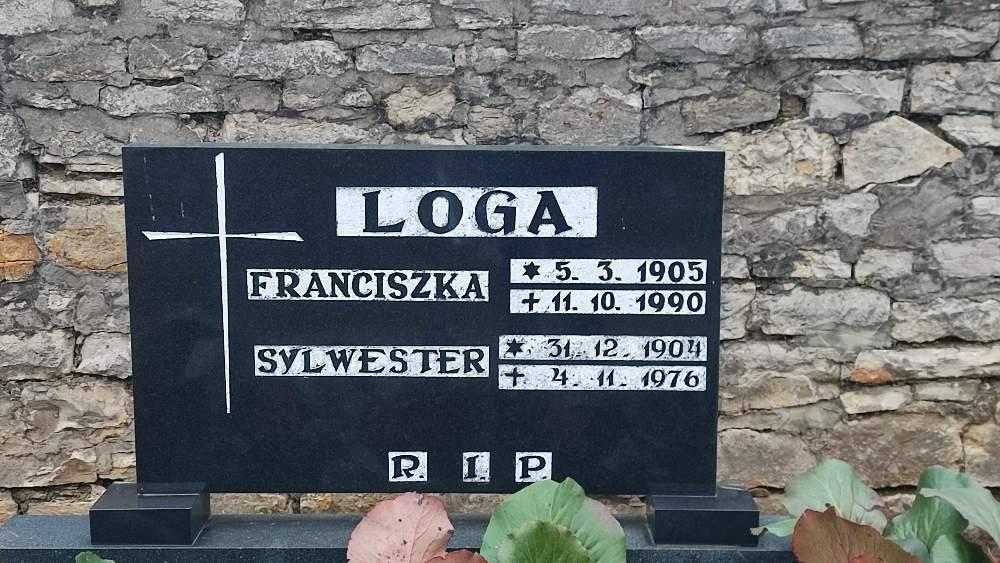 LOGA
FRANCISZKA ✶ 5. 3. 1905
✝ 11. 10. 1990
SYLWESTER ✶ 31. 12. 1904
✝ 4. 11. 1976
R I P